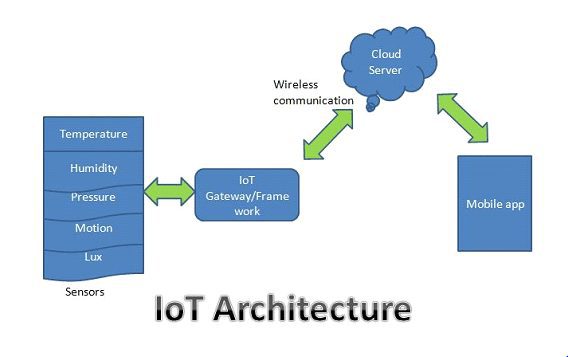 Cloud
Server
Wireless
communication
Temperature
Humidity
Pressure
Motion
Lux
Sensors
IoT
Gateway/Frame
work
Mobile app
IoT Architecture